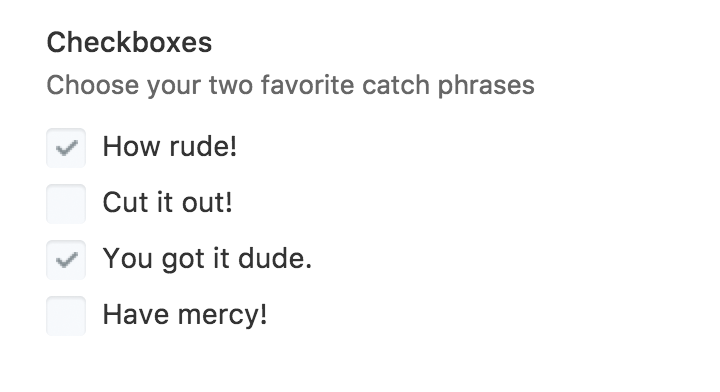 Checkboxes
Choose your two favorite catch phrases
How rude!
Cut it out!
You got it dude.
Have mercy!